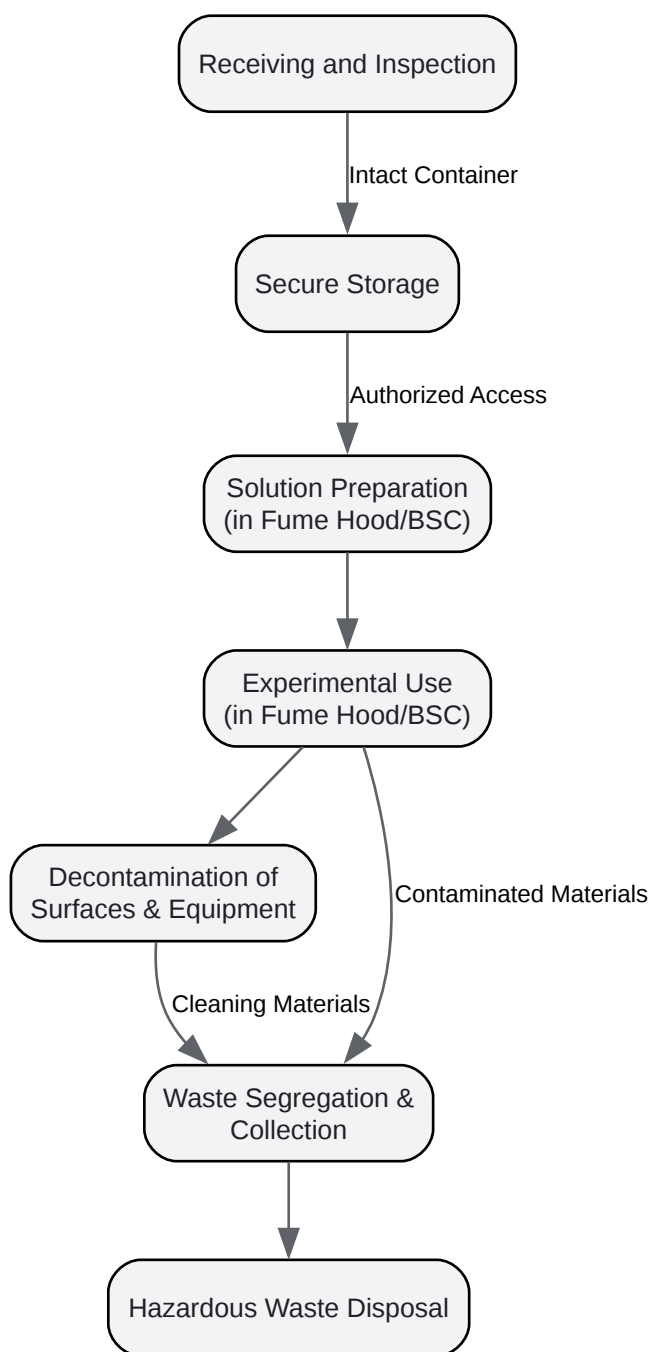 Receiving and Inspection
Intact Container
Secure Storage
Authorized Access
Solution Preparation
(in Fume Hood/BSC)
Experimental Use
(in Fume Hood/BSC)
Decontamination of
Surfaces & Equipment
Contaminated Materials
Cleaning Materials
Waste Segregation &
Collection
Hazardous Waste Disposal